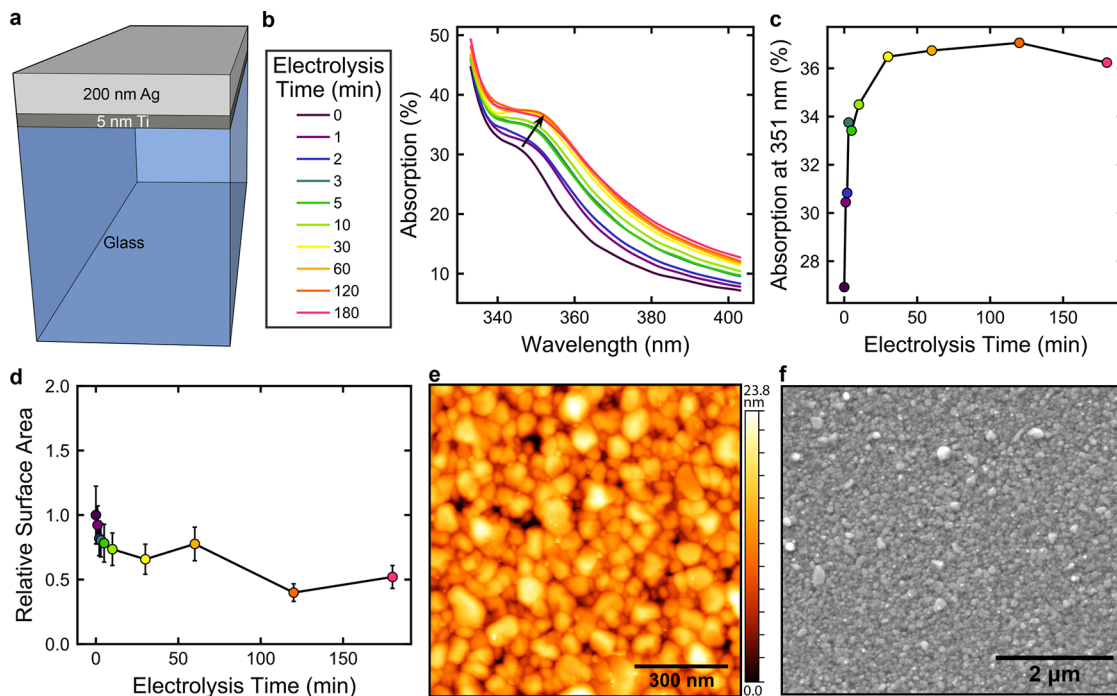 a
200 nm Ag
5 nm Ti
Glass
b
Electrolysis
Time (min)
0
1
2
3
5
10
30
60
120
180
50
40
30
20
10
Absorption (%)
340
360
380
400
Wavelength (nm)
c
36
34
32
30
28
Absorption at 351 nm (%)
0
50
100
150
Electrolysis Time (min)
d
2.0
1.5
1.0
0.5
0.0
Relative Surface Area
0
50
100
150
Electrolysis Time (min)
e
300 nm
23.8
nm
0.0
f
2 μm